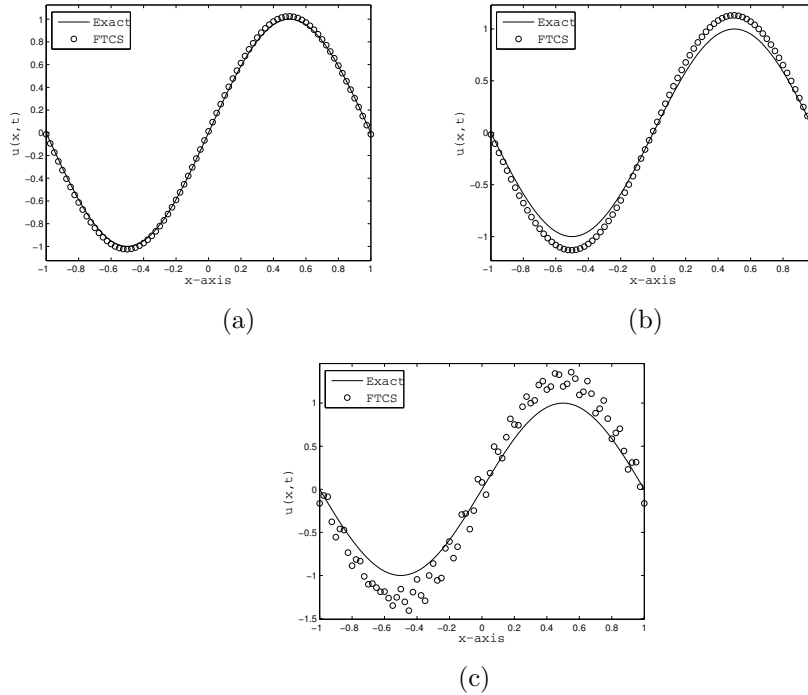 Exact
FTCS
1
0.8
0.6
0.4
0.2
0
−0.2
−0.4
−0.6
−0.8
−1
u(x,t)
−1 −0.8 −0.6 −0.4 −0.2 0 0.2 0.4 0.6 0.8 1
x−axis
(a)
Exact
FTCS
1
0.5
0
−0.5
−1
u(x,t)
−1 −0.8 −0.6 −0.4 −0.2 0 0.2 0.4 0.6 0.8
x−axis
(b)
Exact
FTCS
1
0.5
0
−0.5
−1
−1.5
u(x,t)
−1 −0.8 −0.6 −0.4 −0.2 0 0.2 0.4 0.6 0.8 1
x−axis
(c)